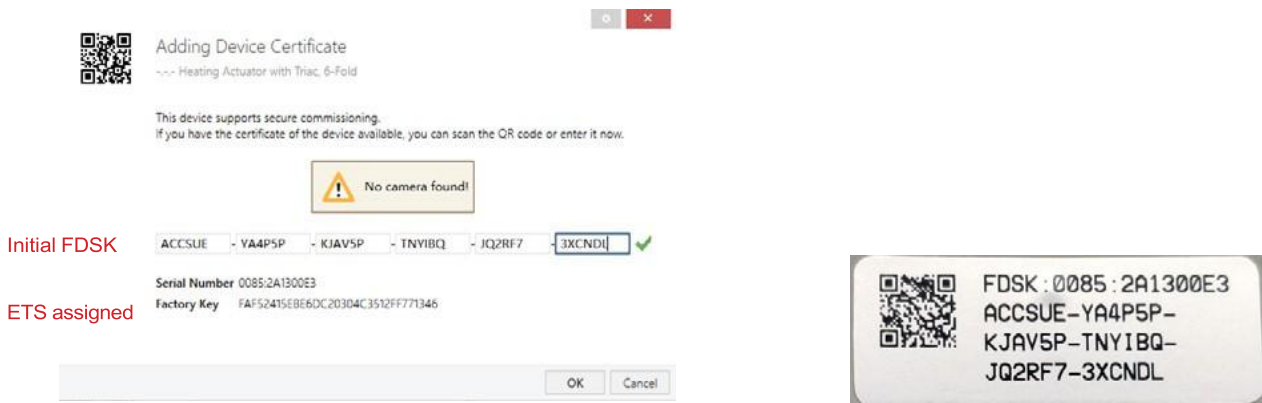 Adding Device Certificate
-.-.- Heating Actuator with Triac, 6-Fold
This device supports secure commissioning.
If you have the certificate of the device available, you can scan the QR code or enter it now.
No camera found!
Initial FDSK
ACCSUE - YA4P5P - KJAV5P - TNYIBQ - JQ2RF7 - 3XCNDL
Serial Number 0085:2A1300E3
ETS assigned
Factory Key FAF52415EBE6DC20304C3512FF771346
OK Cancel
FDSK:0085:2A1300E3
ACCSUE-YA4P5P-
KJAV5P-TNYIBQ-
JQ2RF7-3XCNDL